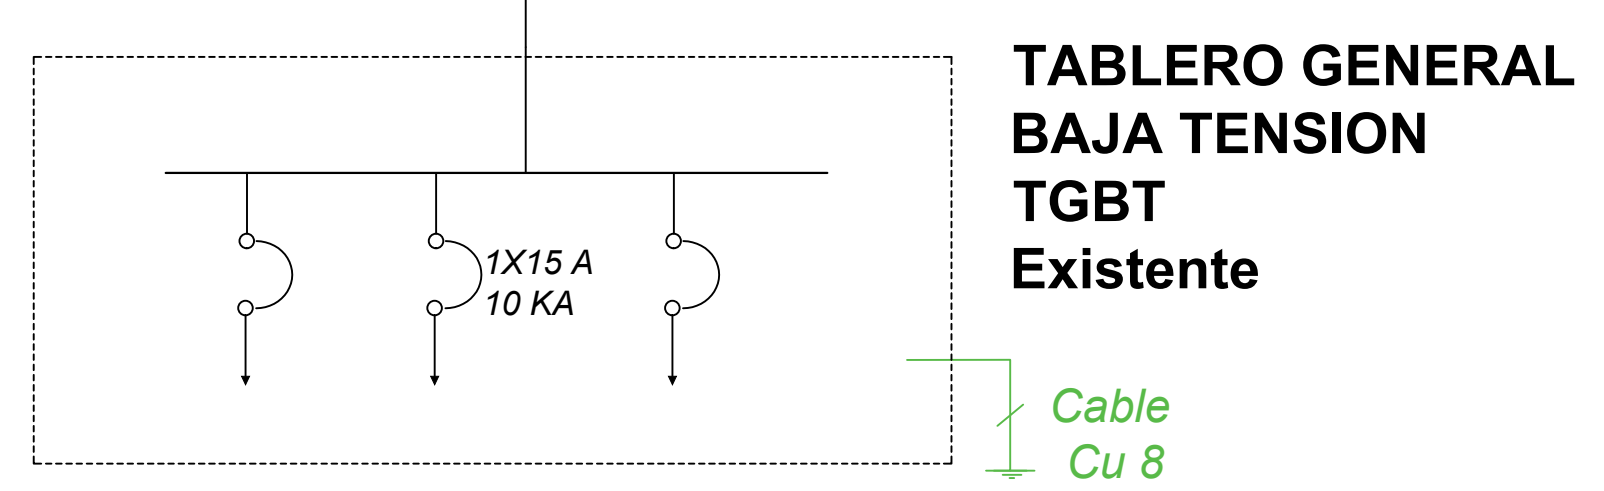 TABLERO GENERAL
BAJA TENSION
TGBT
Existente
1X15 A
10 KA
Cable
Cu 8